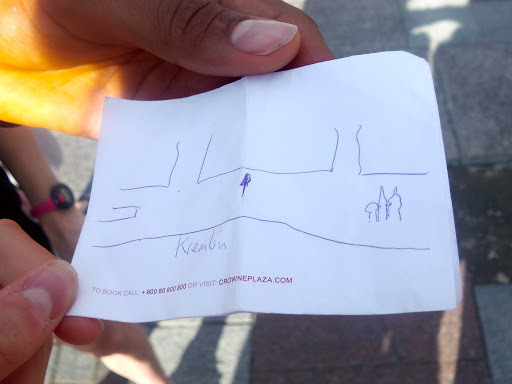 Kremlin
TO BOOK CALL: + 800 80 800 800 OR VISIT: CROWNEPLAZA.COM